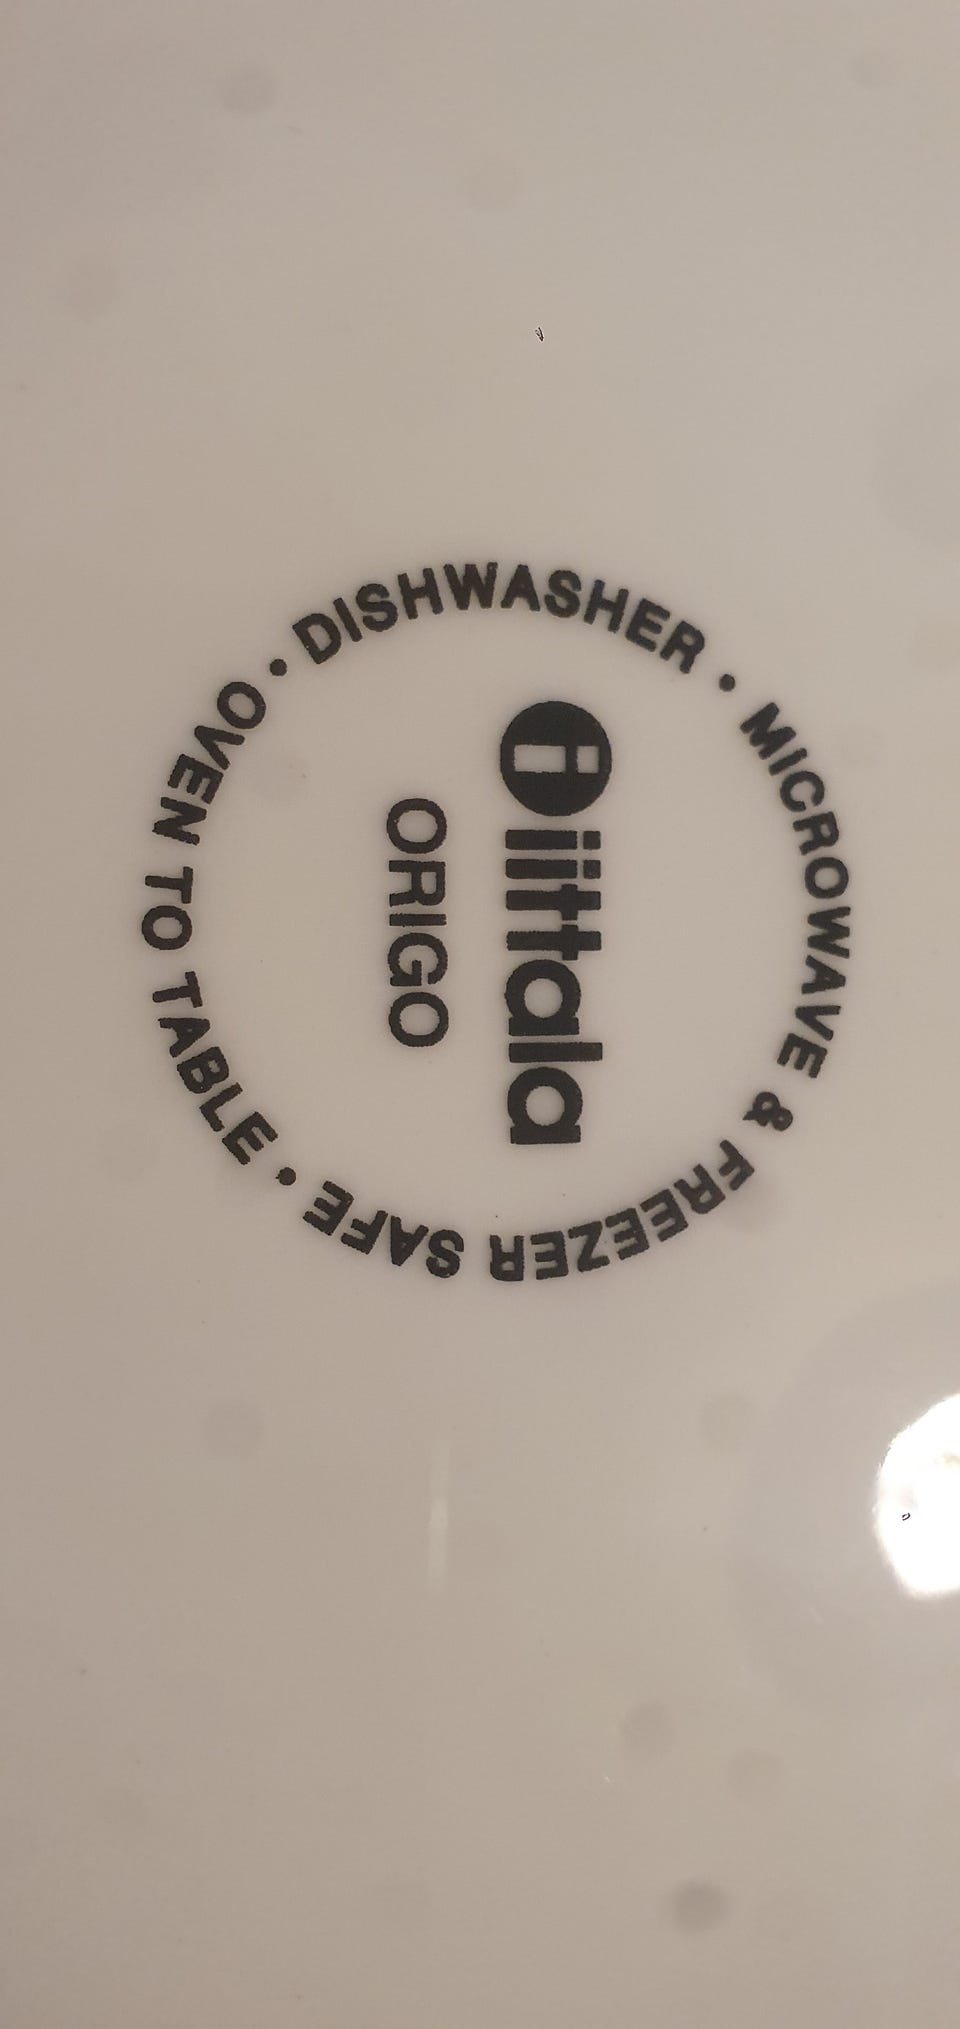 DISHWASHER • MICROWAVE & FREEZER SAFE • OVEN TO TABLE •
i iittala
ORIGO